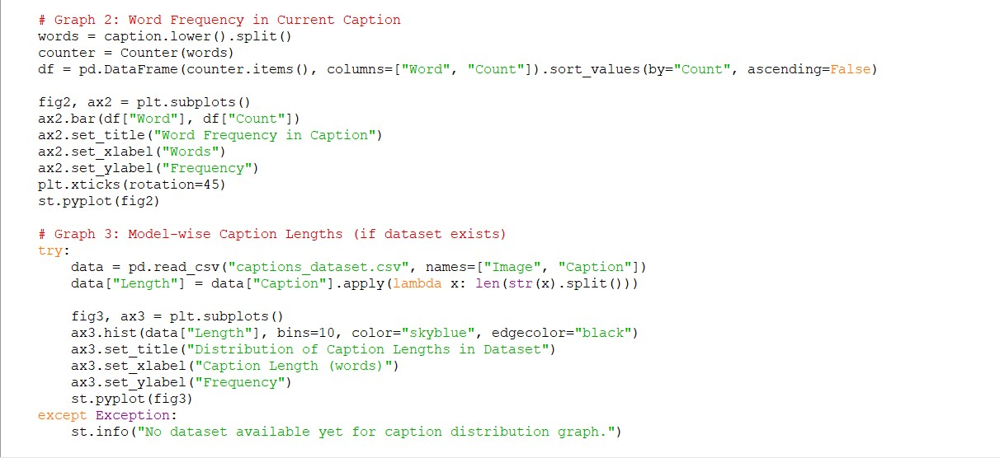 # Graph 2: Word Frequency in Current Caption
words = caption.lower().split()
counter = Counter(words)
df = pd.DataFrame(counter.items(), columns=["Word", "Count"]).sort_values(by="Count", ascending=False)

fig2, ax2 = plt.subplots()
ax2.bar(df["Word"], df["Count"])
ax2.set_title("Word Frequency in Caption")
ax2.set_xlabel("Words")
ax2.set_ylabel("Frequency")
plt.xticks(rotation=45)
st.pyplot(fig2)

# Graph 3: Model-wise Caption Lengths (if dataset exists)
try:
    data = pd.read_csv("captions_dataset.csv", names=["Image", "Caption"])
    data["Length"] = data["Caption"].apply(lambda x: len(str(x).split()))

    fig3, ax3 = plt.subplots()
    ax3.hist(data["Length"], bins=10, color="skyblue", edgecolor="black")
    ax3.set_title("Distribution of Caption Lengths in Dataset")
    ax3.set_xlabel("Caption Length (words)")
    ax3.set_ylabel("Frequency")
    st.pyplot(fig3)
except Exception:
    st.info("No dataset available yet for caption distribution graph.")